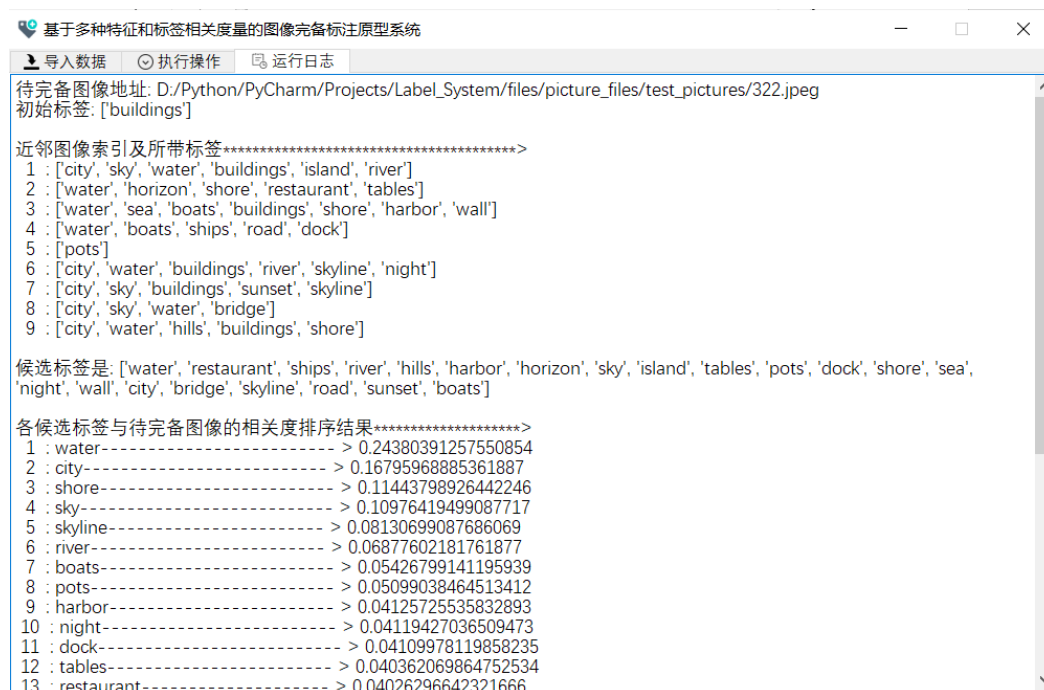 基于多种特征和标签相关度量的图像完备标注原型系统
导入数据 执行操作 运行日志
待完备图像地址: D:/Python/PyCharm/Projects/Label_System/files/picture_files/test_pictures/322.jpeg
初始标签: ['buildings']
近邻图像索引及所带标签***************************************>
1 : ['city', 'sky', 'water', 'buildings', 'island', 'river']
2 : ['water', 'horizon', 'shore', 'restaurant', 'tables']
3 : ['water', 'sea', 'boats', 'buildings', 'shore', 'harbor', 'wall']
4 : ['water', 'boats', 'ships', 'road', 'dock']
5 : ['pots']
6 : ['city', 'water', 'buildings', 'river', 'skyline', 'night']
7 : ['city', 'sky', 'buildings', 'sunset', 'skyline']
8 : ['city', 'sky', 'water', 'bridge']
9 : ['city', 'water', 'hills', 'buildings', 'shore']
候选标签是: ['water', 'restaurant', 'ships', 'river', 'hills', 'harbor', 'horizon', 'sky', 'island', 'tables', 'pots', 'dock', 'shore', 'sea',
'night', 'wall', 'city', 'bridge', 'skyline', 'road', 'sunset', 'boats']
各候选标签与待完备图像的相关度排序结果********************>
1 : water-------------------------- > 0.24380391257550854
2 : city--------------------------- > 0.16795968885361887
3 : shore-------------------------- > 0.11443798926442246
4 : sky---------------------------- > 0.10976419499087717
5 : skyline------------------------ > 0.08130699087686069
6 : river-------------------------- > 0.06877602181761877
7 : boats-------------------------- > 0.05426799141195939
8 : pots--------------------------- > 0.05099038464513412
9 : harbor------------------------- > 0.04125725535832893
10 : night-------------------------- > 0.04119427036509473
11 : dock--------------------------- > 0.04109978119858235
12 : tables------------------------- > 0.040362069864752534
13 : restaurant--------------------- > 0.04026296642321666